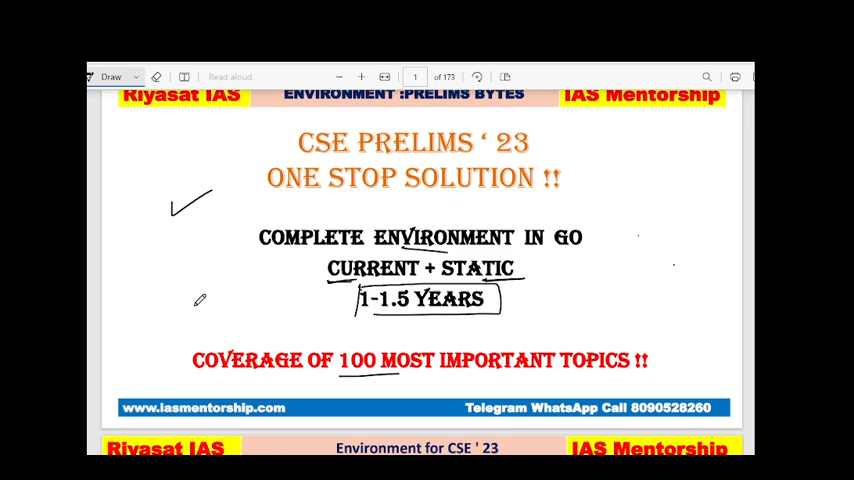 Draw Read aloud 1 of 173
Riyasat IAS ENVIRONMENT :PRELIMS BYTES IAS Mentorship
CSE PRELIMS ‘ 23
ONE STOP SOLUTION !!
COMPLETE ENVIRONMENT IN GO
CURRENT + STATIC
1-1.5 YEARS
COVERAGE OF 100 MOST IMPORTANT TOPICS !!
www.iasmentorship.com Telegram WhatsApp Call 8090528260
Riyasat IAS Environment for CSE ' 23 IAS Mentorship